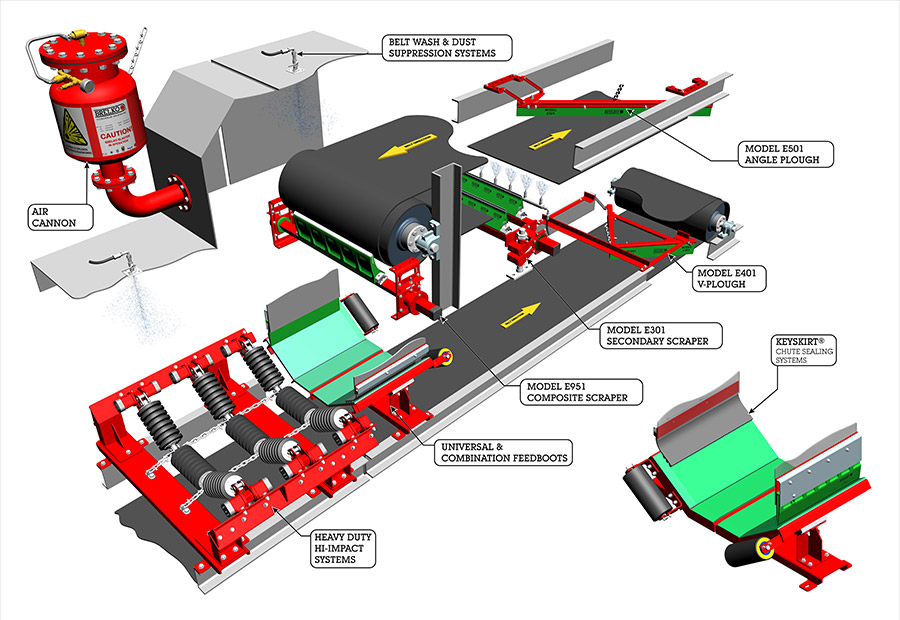 BELT WASH & DUST
SUPPRESSION SYSTEMS
CAUTION!
AIR
CANNON
MODEL E501
ANGLE PLOUGH
MODEL E401
V-PLOUGH
MODEL E301
SECONDARY SCRAPER
KEYSKIRT®
CHUTE SEALING
SYSTEMS
MODEL E951
COMPOSITE SCRAPER
UNIVERSAL &
COMBINATION FEEDBOOTS
HEAVY DUTY
HI-IMPACT
SYSTEMS